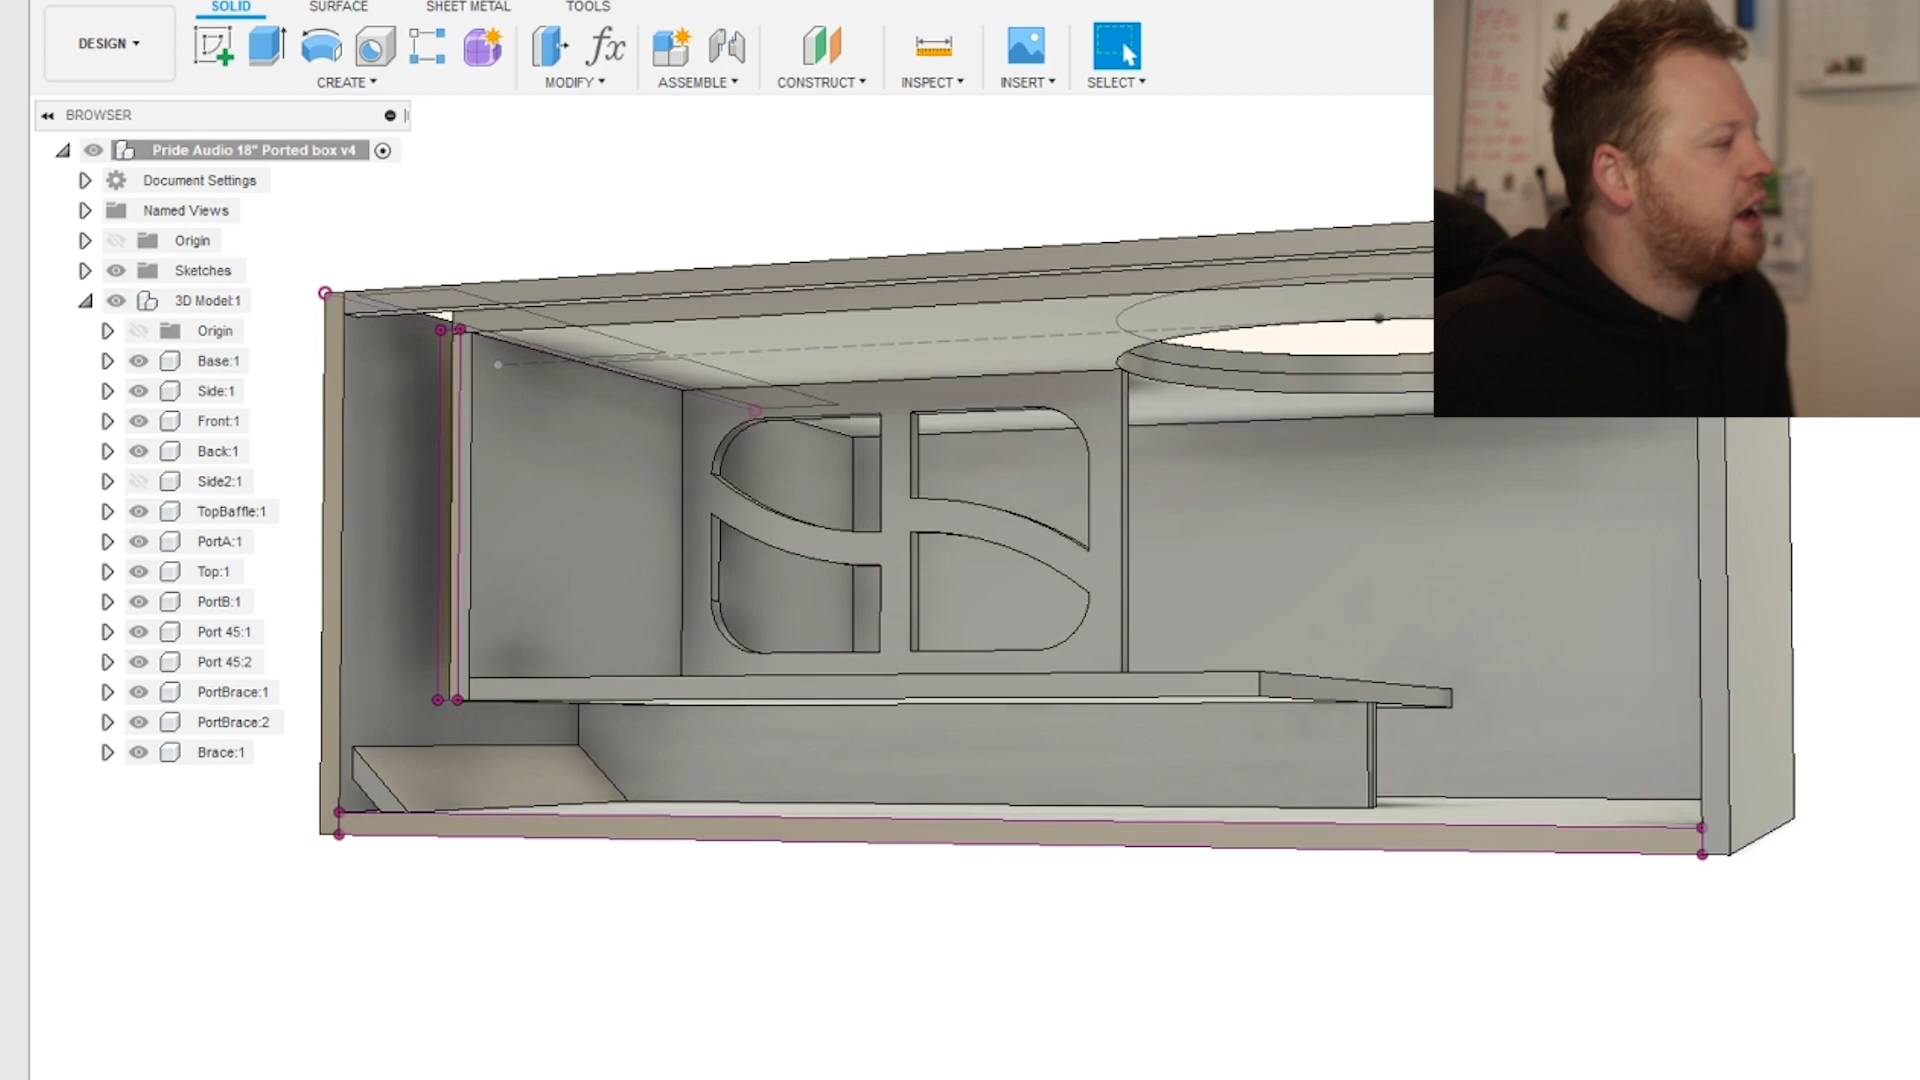 SOLID SURFACE SHEET METAL TOOLS
DESIGN
fx
CREATE MODIFY ASSEMBLE CONSTRUCT INSPECT INSERT SELECT
BROWSER
Pride Audio 18" Ported box v4
Document Settings
Named Views
Origin
Sketches
3D Model:1
Origin
Base:1
Side:1
Front:1
Back:1
Side2:1
TopBaffle:1
PortA:1
Top:1
PortB:1
Port 45:1
Port 45:2
PortBrace:1
PortBrace:2
Brace:1